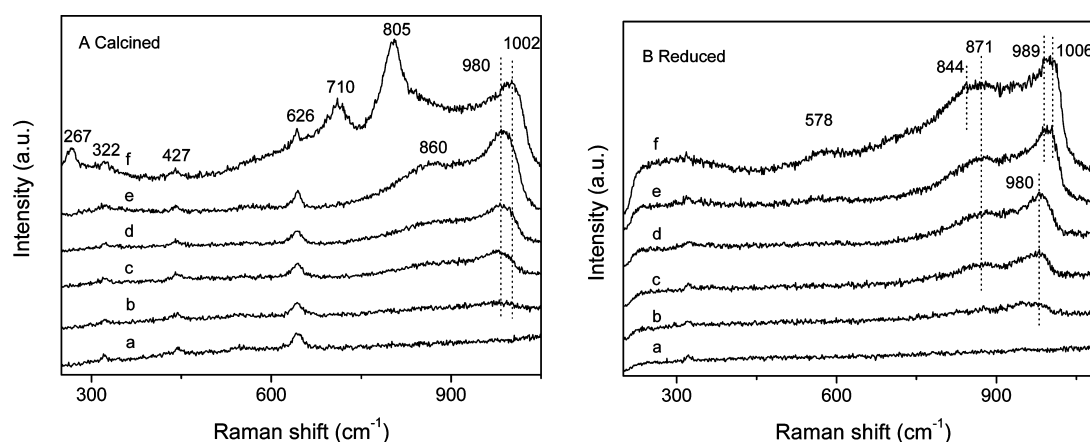 A Calcined
805
1002
980
710
626
860
267
322
427
f
e
d
c
b
a
Intensity (a.u.)
300
600
900
Raman shift (cm⁻¹)
B Reduced
871
989
1006
844
578
980
f
e
d
c
b
a
Intensity (a.u.)
300
600
900
Raman shift (cm⁻¹)